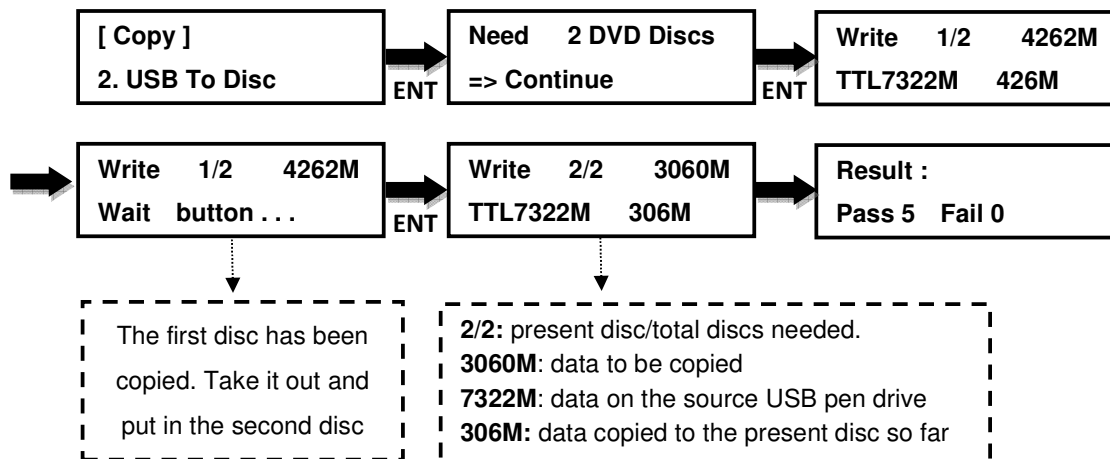 [ Copy ]
2. USB To Disc
ENT
Need 2 DVD Discs
=> Continue
ENT
Write 1/2 4262M
TTL7322M 426M
Write 1/2 4262M
Wait button . . .
ENT
Write 2/2 3060M
TTL7322M 306M
Result :
Pass 5 Fail 0
The first disc has been
copied. Take it out and
put in the second disc
2/2: present disc/total discs needed.
3060M: data to be copied
7322M: data on the source USB pen drive
306M: data copied to the present disc so far